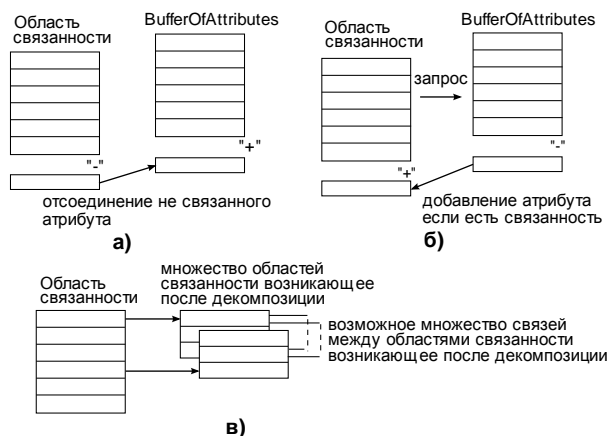 Область
связанности
BufferOfAttributes
"-"
"+"
отсоединение не связанного
атрибута
а)
Область
связанности
BufferOfAttributes
запрос
"-"
"+"
добавление атрибута
если есть связанность
б)
Область
связанности
множество областей
связанности возникающее
после декомпозиции
возможное множество связей
между областями связанности
возникающее после декомпозиции
в)